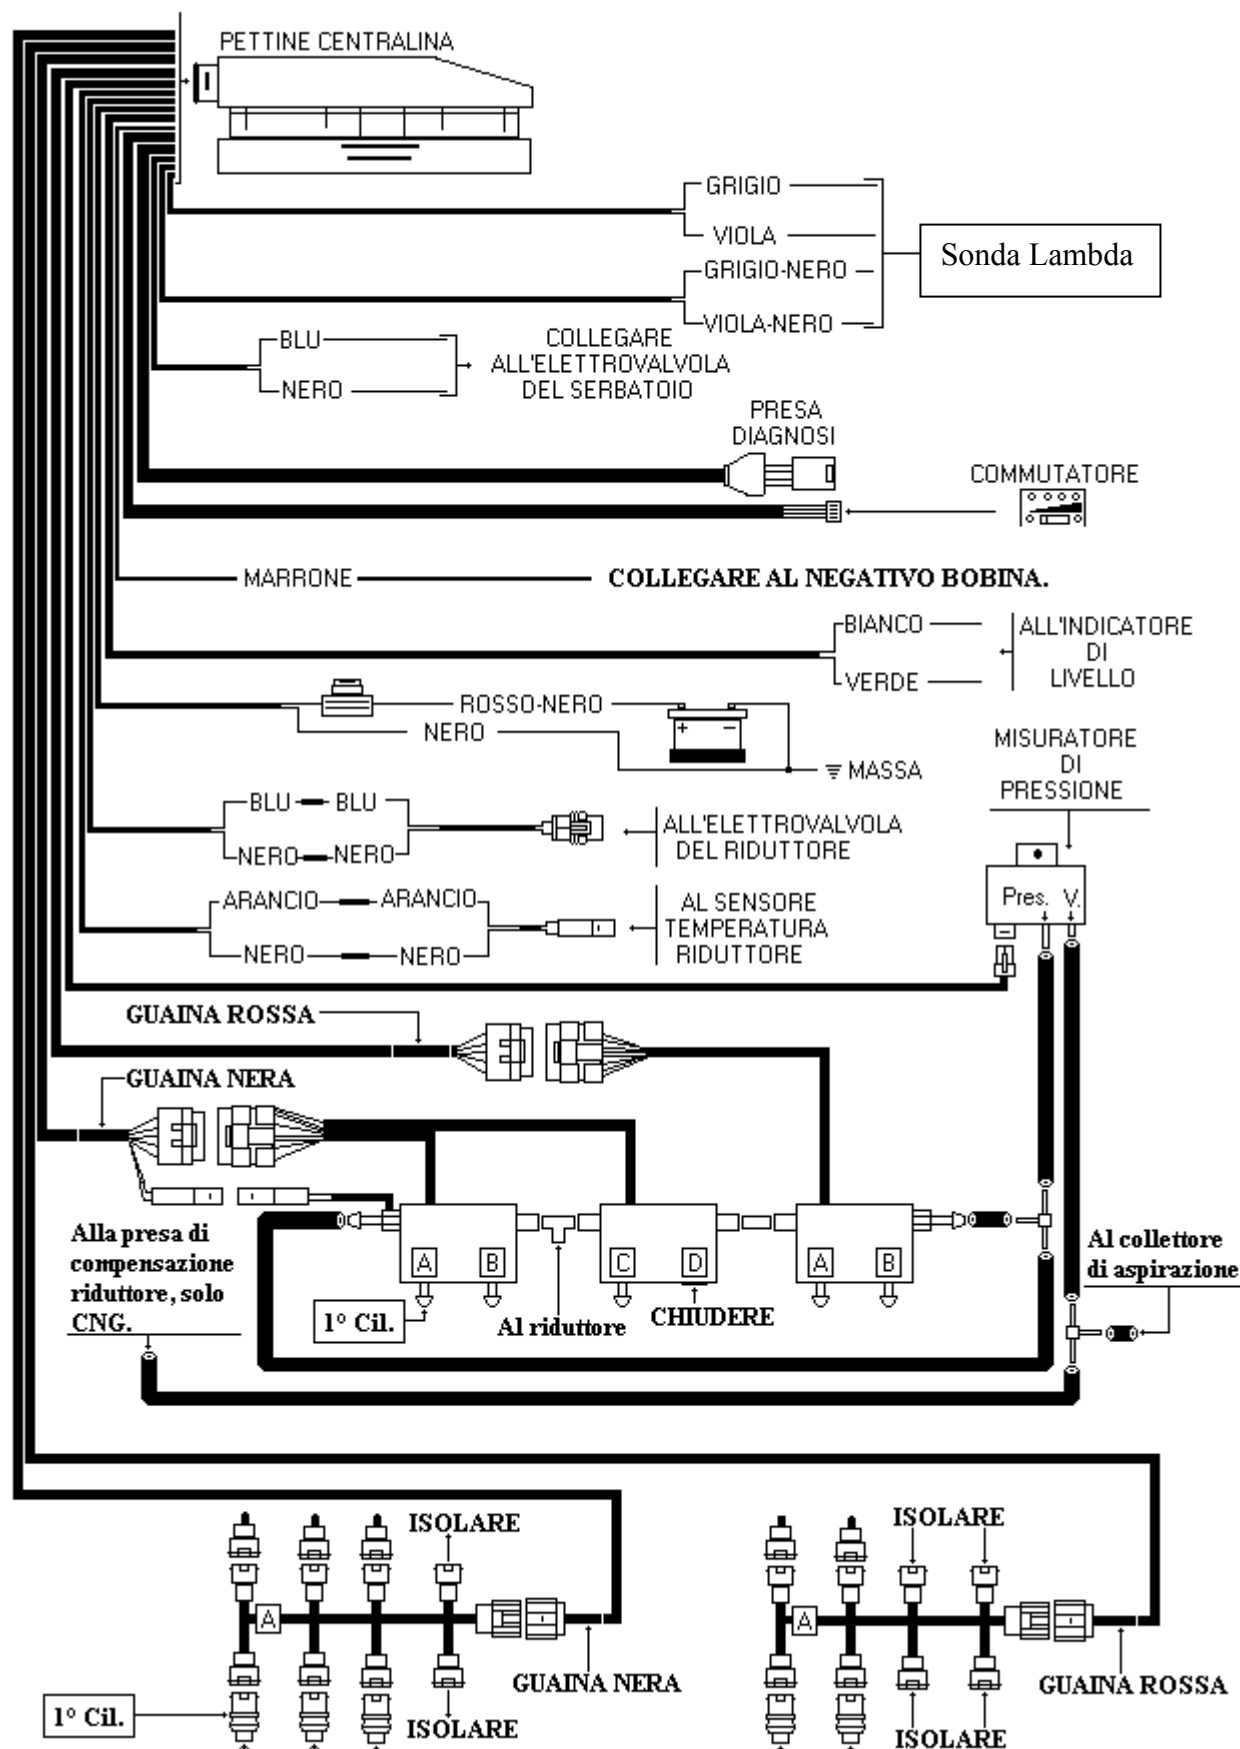 PETTINE CENTRALINA
GRIGIO
VIOLA
GRIGIO-NERO
VIOLA-NERO
Sonda Lambda
BLU
NERO
COLLEGARE
ALL'ELETTROVALVOLA
DEL SERBATOIO
PRESA
DIAGNOSI
COMMUTATORE
MARRONE
COLLEGARE AL NEGATIVO BOBINA.
BIANCO
VERDE
ALL'INDICATORE
DI
LIVELLO
ROSSO-NERO
NERO
+ −
MASSA
MISURATORE
DI
PRESSIONE
BLU BLU
NERO NERO
ALL'ELETTROVALVOLA
DEL RIDUTTORE
Pres. V.
ARANCIO ARANCIO
NERO NERO
AL SENSORE
TEMPERATURA
RIDUTTORE
GUAINA ROSSA
GUAINA NERA
Alla presa di
compensazione
riduttore, solo
CNG.
A B C D A B
1° Cil.
Al riduttore
CHIUDERE
Al collettore
di aspirazione
ISOLARE
A
GUAINA NERA
1° Cil.
ISOLARE
ISOLARE
A
GUAINA ROSSA
ISOLARE